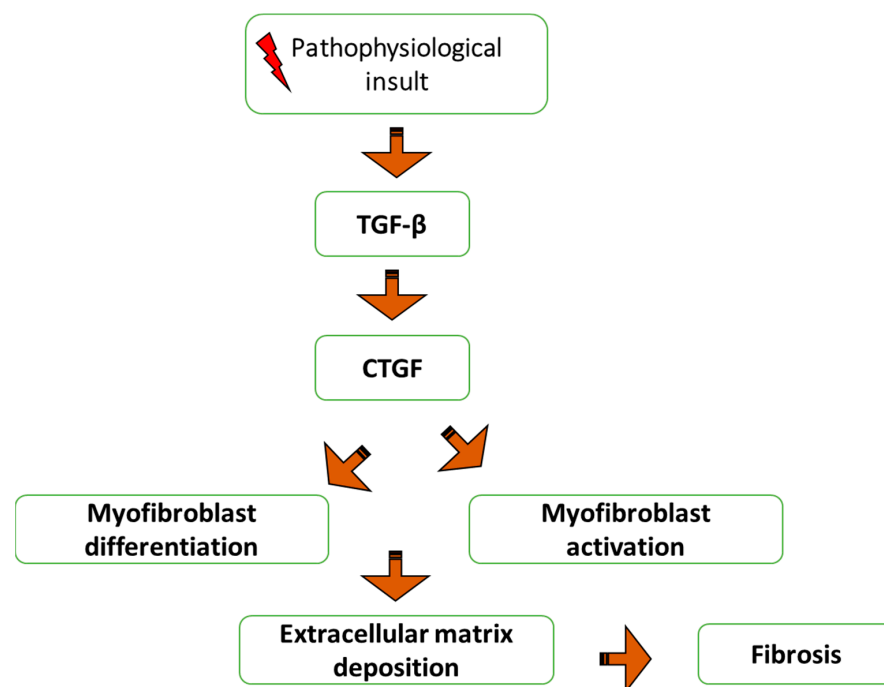 Pathophysiological
insult
TGF-β
CTGF
Myofibroblast
differentiation
Myofibroblast
activation
Extracellular matrix
deposition
Fibrosis